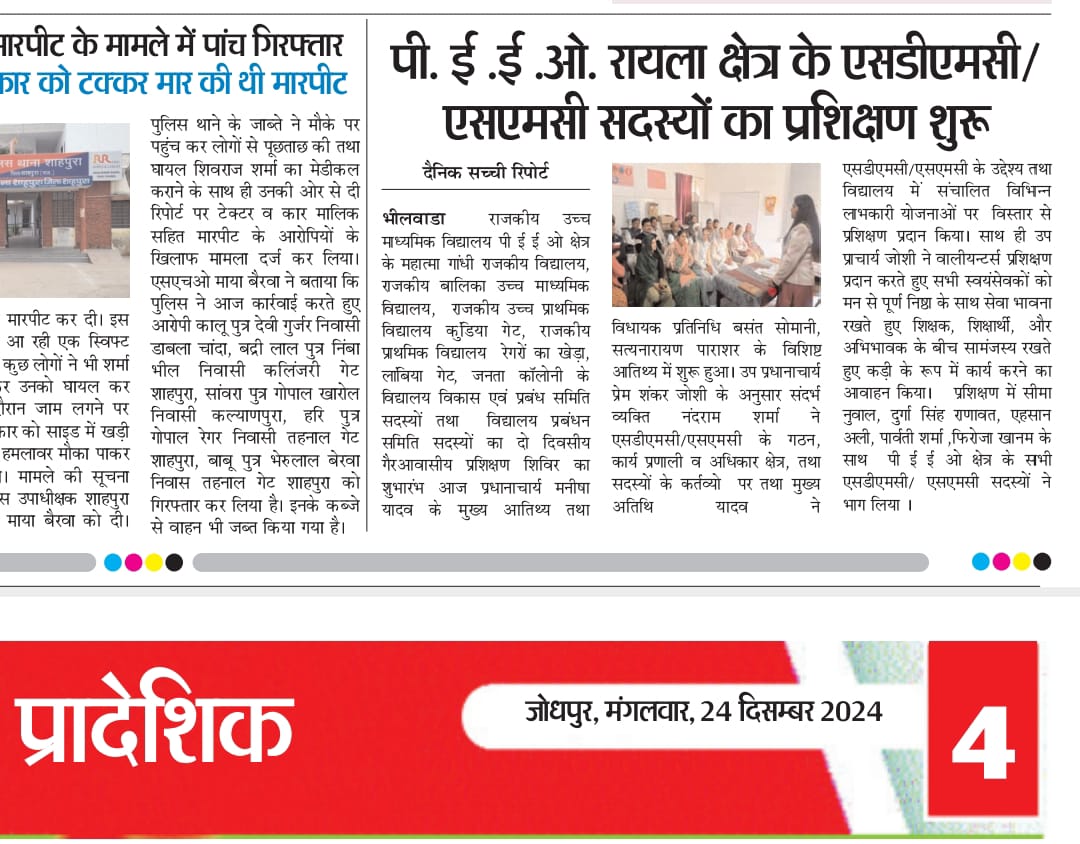 मारपीट के मामले में पांच गिरफ्तार
कार को टक्कर मार की थी मारपीट
थाना शाहपुरा
मारपीट कर दी। इस
आ रही एक स्विफ्ट
कुछ लोगों ने भी शर्मा
उनको घायल कर
जाम लगने पर
को साइड में खड़ी
हमलावर मौका पाकर
। मामले की सूचना
उपाधीक्षक शाहपुरा
माया बैरवा को दी।
पुलिस थाने के जाब्ते ने मौके पर
पहुंच कर लोगों से पूछताछ की तथा
घायल शिवराज शर्मा का मेडीकल
कराने के साथ ही उनकी ओर से दी
रिपोर्ट पर टेक्टर व कार मालिक
सहित मारपीट के आरोपियों के
खिलाफ मामला दर्ज कर लिया।
एसएचओ माया बैरवा ने बताया कि
पुलिस ने आज कार्रवाई करते हुए
आरोपी कालू पुत्र देवी गुर्जर निवासी
डाबला चांदा, बद्री लाल पुत्र निंबा
भील निवासी कलिंजरी गेट
शाहपुरा, सांवरा पुत्र गोपाल खारोल
निवासी कल्याणपुरा, हरि पुत्र
गोपाल रेगर निवासी तहनाल गेट
शाहपुरा, बाबू पुत्र भेरुलाल बेरवा
निवास तहनाल गेट शाहपुरा को
गिरफ्तार कर लिया है। इनके कब्जे
से वाहन भी जब्त किया गया है।
पी. ई .ई .ओ. रायला क्षेत्र के एसडीएमसी/
एसएमसी सदस्यों का प्रशिक्षण शुरू
दैनिक सच्ची रिपोर्ट
भीलवाडा राजकीय उच्च
माध्यमिक विद्यालय पी ई ई ओ क्षेत्र
के महात्मा गांधी राजकीय विद्यालय,
राजकीय बालिका उच्च माध्यमिक
विद्यालय, राजकीय उच्च प्राथमिक
विद्यालय कुडिया गेट, राजकीय
प्राथमिक विद्यालय रेगरों का खेड़ा,
लांबिया गेट, जनता कॉलोनी के
विद्यालय विकास एवं प्रबंध समिति
सदस्यों तथा विद्यालय प्रबंधन
समिति सदस्यों का दो दिवसीय
गैरआवासीय प्रशिक्षण शिविर का
शुभारंभ आज प्रधानाचार्य मनीषा
यादव के मुख्य आतिथ्य तथा
विधायक प्रतिनिधि बसंत सोमानी,
सत्यनारायण पाराशर के विशिष्ट
आतिथ्य में शुरू हुआ। उप प्रधानाचार्य
प्रेम शंकर जोशी के अनुसार संदर्भ
व्यक्ति नंदराम शर्मा ने
एसडीएमसी/एसएमसी के गठन,
कार्य प्रणाली व अधिकार क्षेत्र, तथा
सदस्यों के कर्तव्यो पर तथा मुख्य
अतिथि यादव ने
एसडीएमसी/एसएमसी के उद्देश्य तथा
विद्यालय में संचालित विभिन्न
लाभकारी योजनाओं पर विस्तार से
प्रशिक्षण प्रदान किया। साथ ही उप
प्राचार्य जोशी ने वालीयन्टर्स प्रशिक्षण
प्रदान करते हुए सभी स्वयंसेवकों को
मन से पूर्ण निष्ठा के साथ सेवा भावना
रखते हुए शिक्षक, शिक्षार्थी, और
अभिभावक के बीच सामंजस्य रखते
हुए कड़ी के रूप में कार्य करने का
आवाहन किया। प्रशिक्षण में सीमा
नुवाल, दुर्गा सिंह राणावत, एहसान
अली, पार्वती शर्मा ,फिरोजा खानम के
साथ पी ई ई ओ क्षेत्र के सभी
एसडीएमसी/ एसएमसी सदस्यों ने
भाग लिया ।
प्रादेशिक
जोधपुर, मंगलवार, 24 दिसम्बर 2024
4